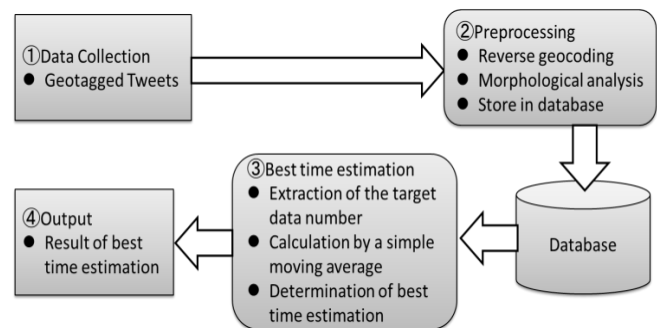 ①Data Collection
● Geotagged Tweets
②Preprocessing
● Reverse geocoding
● Morphological analysis
● Store in database
③Best time estimation
● Extraction of the target
data number
● Calculation by a simple
moving average
● Determination of best
time estimation
④Output
● Result of best
time estimation
Database